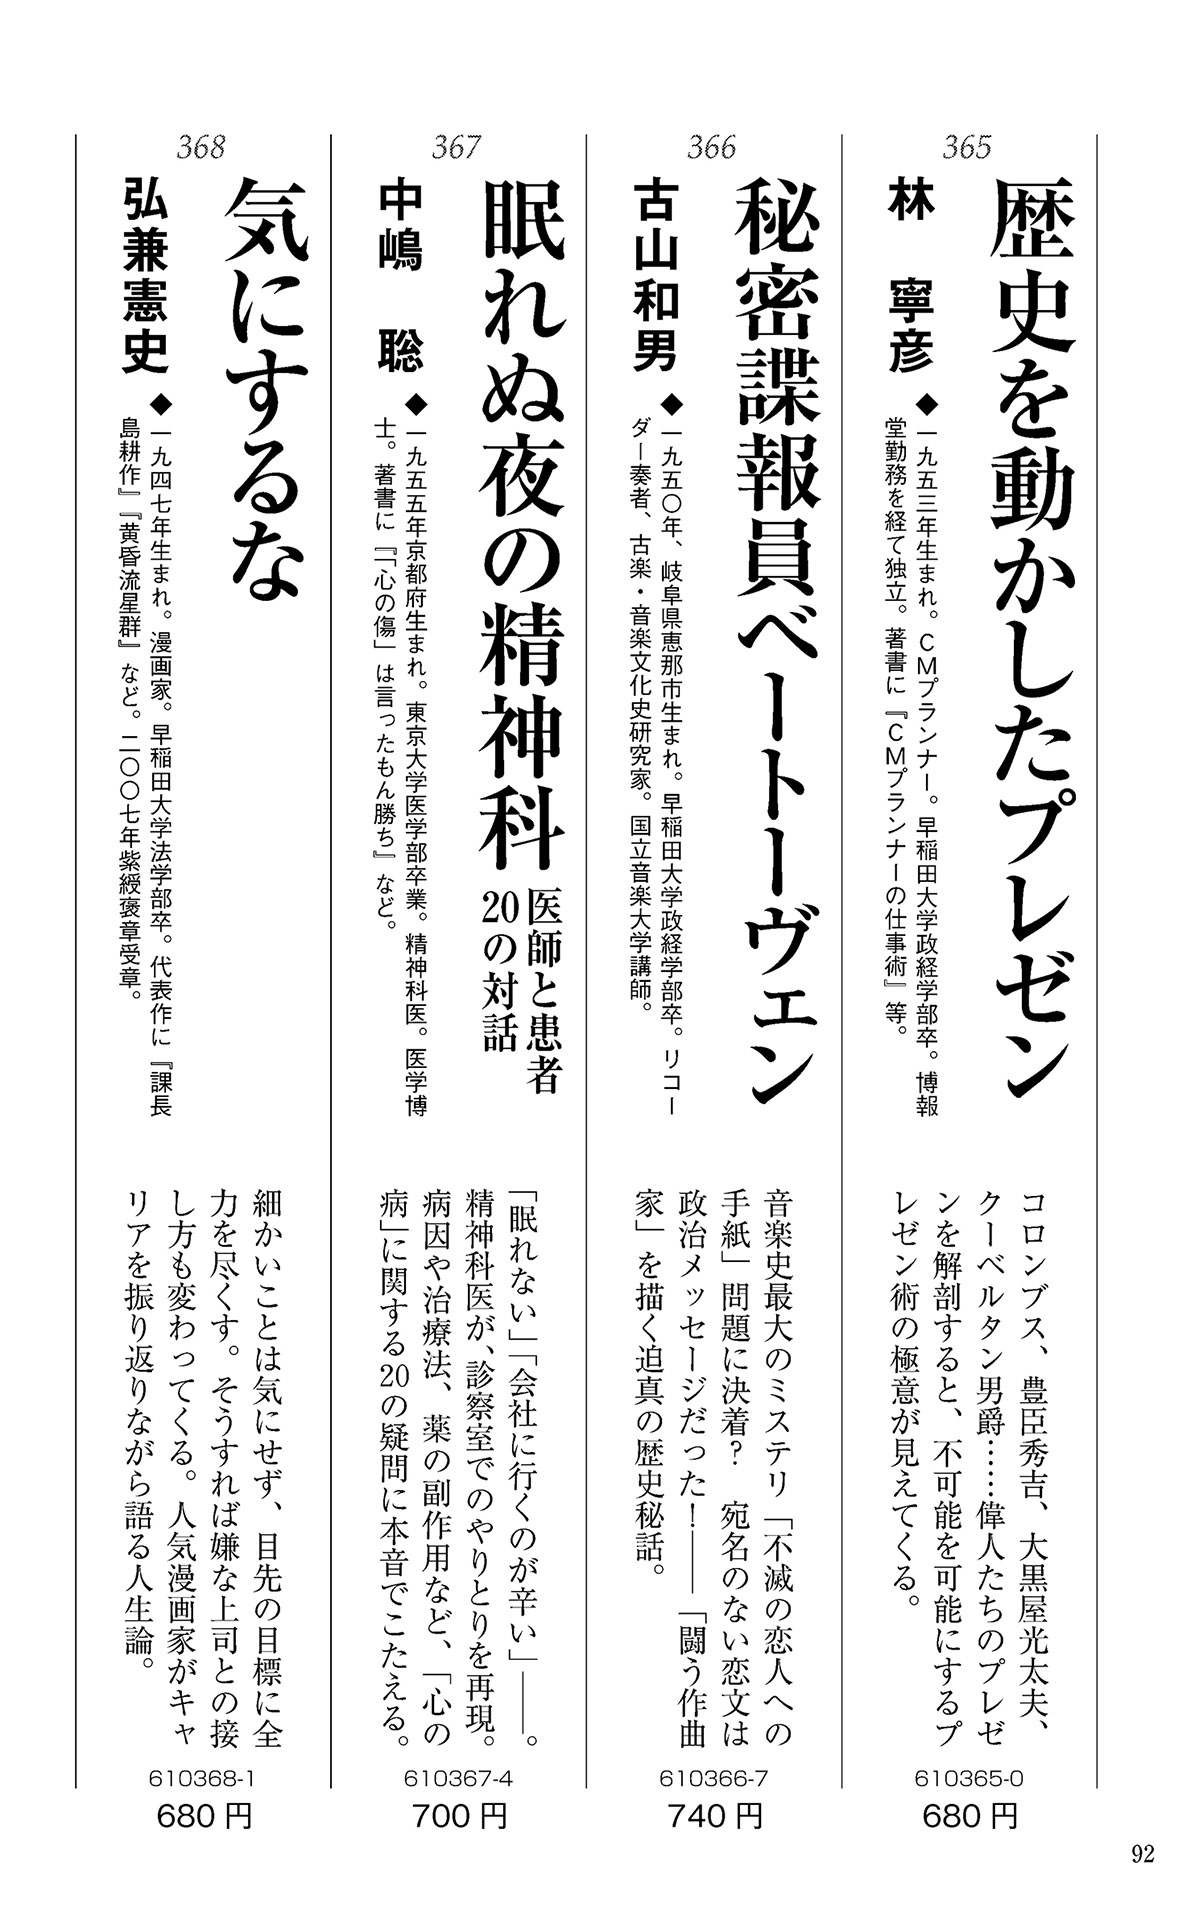 365
歴史を動かしたプレゼン
林　寧彦
◆一九五三年生まれ。ＣＭプランナー。早稲田大学政経学部卒。博報
堂勤務を経て独立。著書に『ＣＭプランナーの仕事術』等。
コロンブス、豊臣秀吉、大黒屋光太夫、
クーベルタン男爵……偉人たちのプレゼ
ンを解剖すると、不可能を可能にするプ
レゼン術の極意が見えてくる。
610365-0
680円
366
秘密諜報員ベートーヴェン
古山和男
◆一九五〇年、岐阜県恵那市生まれ。早稲田大学政経学部卒。リコー
ダー奏者、古楽・音楽文化史研究家。国立音楽大学講師。
音楽史最大のミステリ「不滅の恋人への
手紙」問題に決着？　宛名のない恋文は
政治メッセージだった！――「闘う作曲
家」を描く迫真の歴史秘話。
610366-7
740円
367
眠れぬ夜の精神科
医師と患者
20の対話
中嶋　聡
◆一九五五年京都府生まれ。東京大学医学部卒業。精神科医。医学博
士。著書に『「心の傷」は言ったもん勝ち』など。
「眠れない」「会社に行くのが辛い」――。
精神科医が、診察室でのやりとりを再現。
病因や治療法、薬の副作用など、「心の
病」に関する20の疑問に本音でこたえる。
610367-4
700円
368
気にするな
弘兼憲史
◆一九四七年生まれ。漫画家。早稲田大学法学部卒。代表作に『課長
島耕作』『黄昏流星群』など。二〇〇七年紫綬褒章受章。
細かいことは気にせず、目先の目標に全
力を尽くす。そうすれば嫌な上司との接
し方も変わってくる。人気漫画家がキャ
リアを振り返りながら語る人生論。
610368-1
680円
92